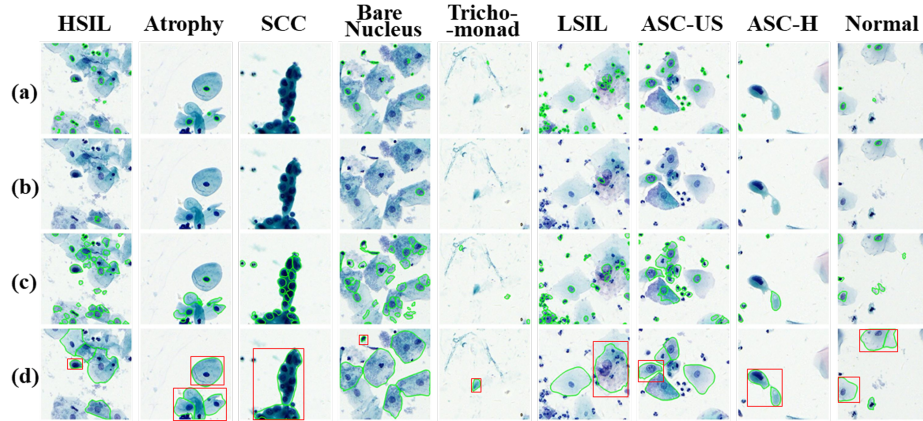 HSIL Atrophy SCC Bare Nucleus Tricho- -monad LSIL ASC-US ASC-H Normal
(a)
(b)
(c)
(d)